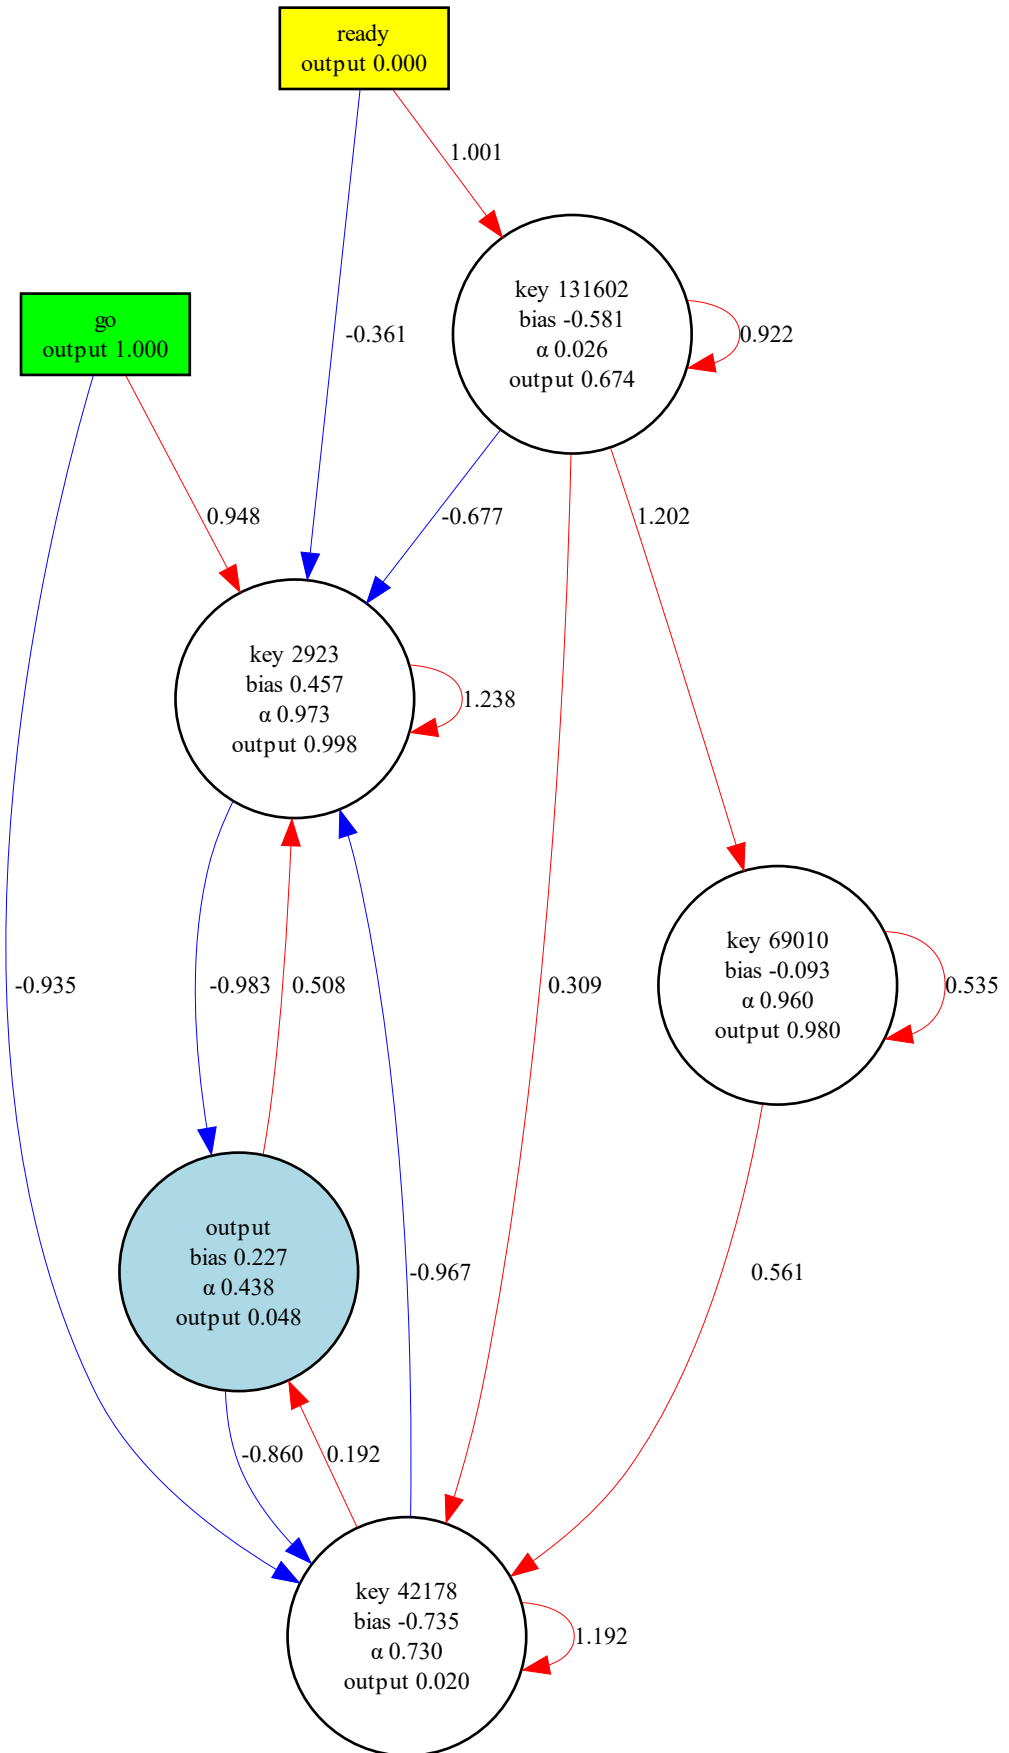 ready
output 0.000
1.001
key 131602
bias -0.581
α 0.026
output 0.674
0.922
go
output 1.000
-0.361
0.948
-0.677
1.202
key 2923
bias 0.457
α 0.973
output 0.998
1.238
key 69010
bias -0.093
α 0.960
output 0.980
0.535
-0.935
-0.983
0.508
0.309
output
bias 0.227
α 0.438
output 0.048
-0.967
0.561
-0.860
0.192
key 42178
bias -0.735
α 0.730
output 0.020
1.192